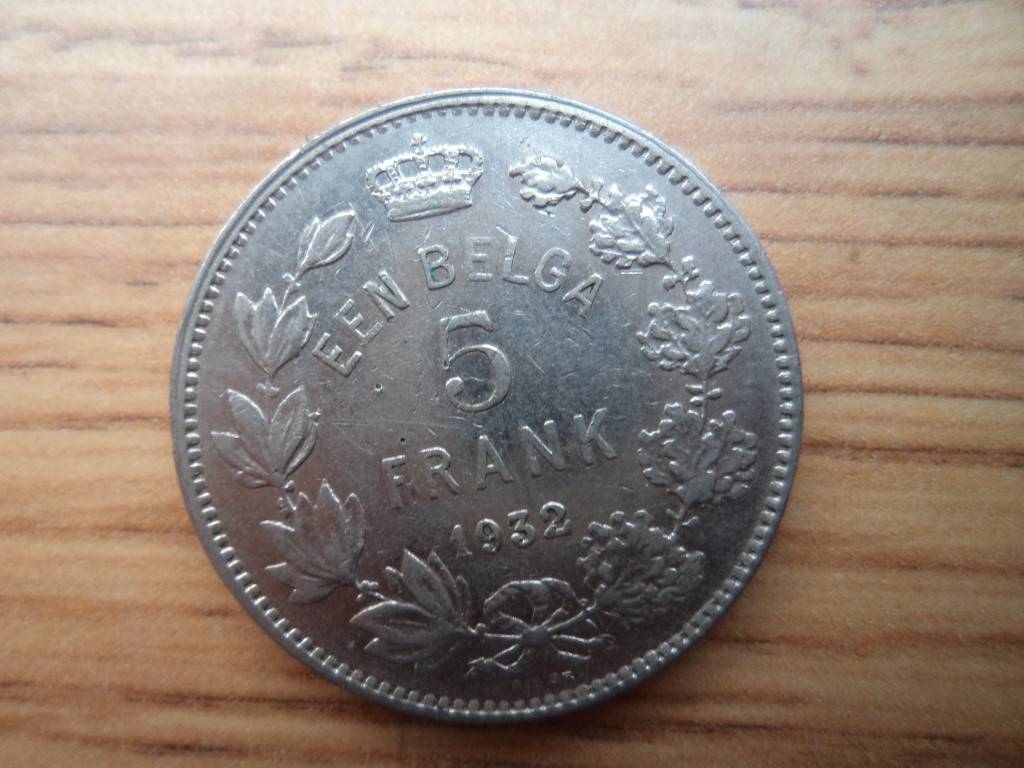 EEN BELGA
5
FRANK
1932